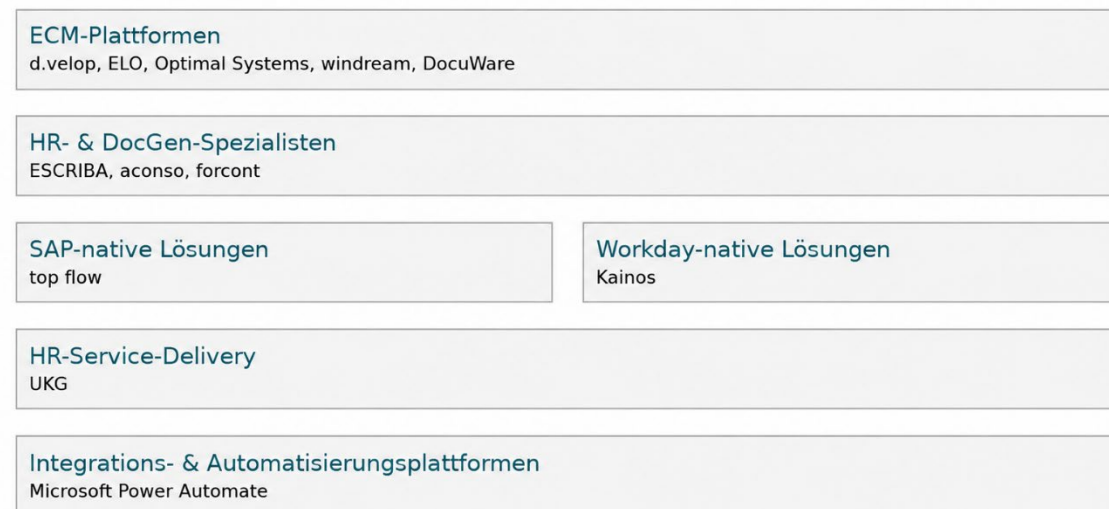 ECM-Plattformen
d.velop, ELO, Optimal Systems, windream, DocuWare
HR- & DocGen-Spezialisten
ESCRIBA, aconso, forcont
SAP-native Lösungen
top flow
Workday-native Lösungen
Kainos
HR-Service-Delivery
UKG
Integrations- & Automatisierungsplattformen
Microsoft Power Automate